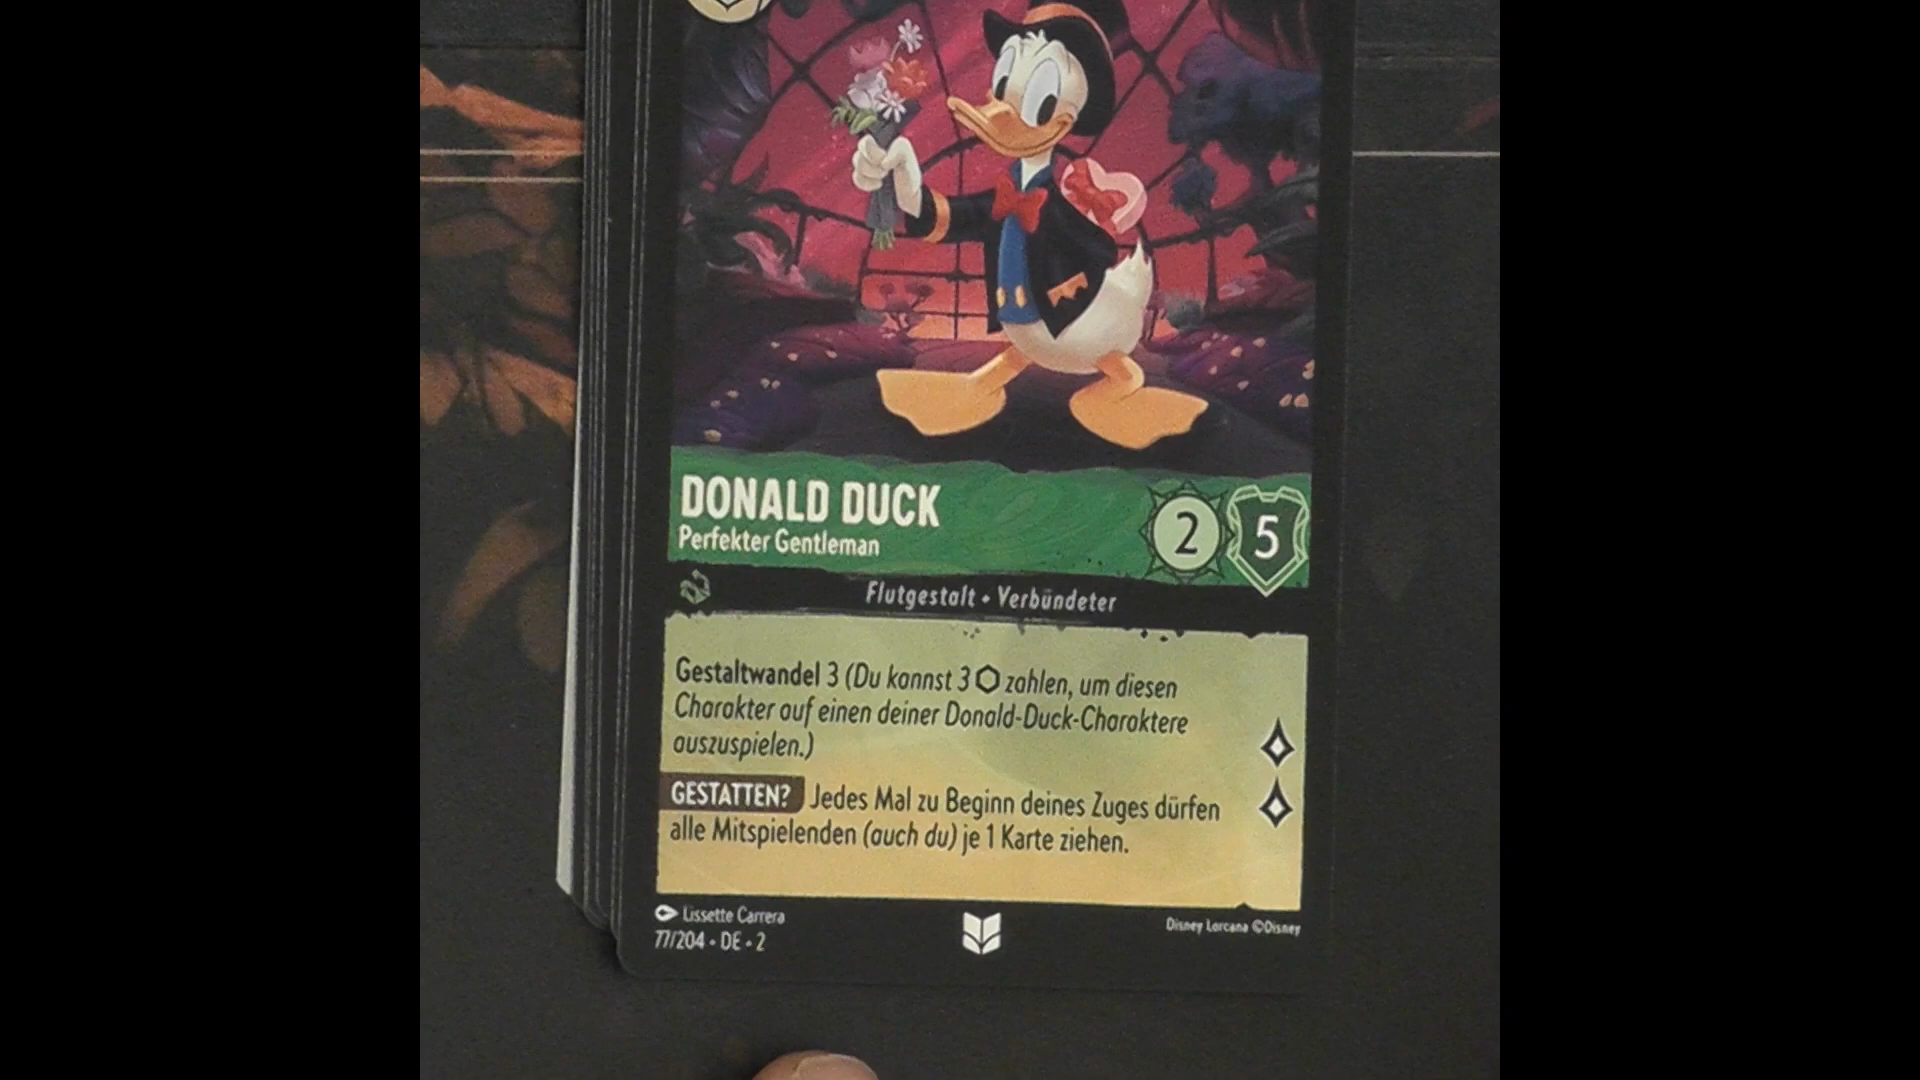 DONALD DUCK
Perfekter Gentleman
2 5
Flutgestalt • Verbündeter
Gestaltwandel 3 (Du kannst 3 ⬡ zahlen, um diesen
Charakter auf einen deiner Donald-Duck-Charaktere
auszuspielen.)
GESTATTEN? Jedes Mal zu Beginn deines Zuges dürfen
alle Mitspielenden (auch du) je 1 Karte ziehen.
Lissette Carrera
77/204 • DE • 2
Disney Lorcana ©Disney